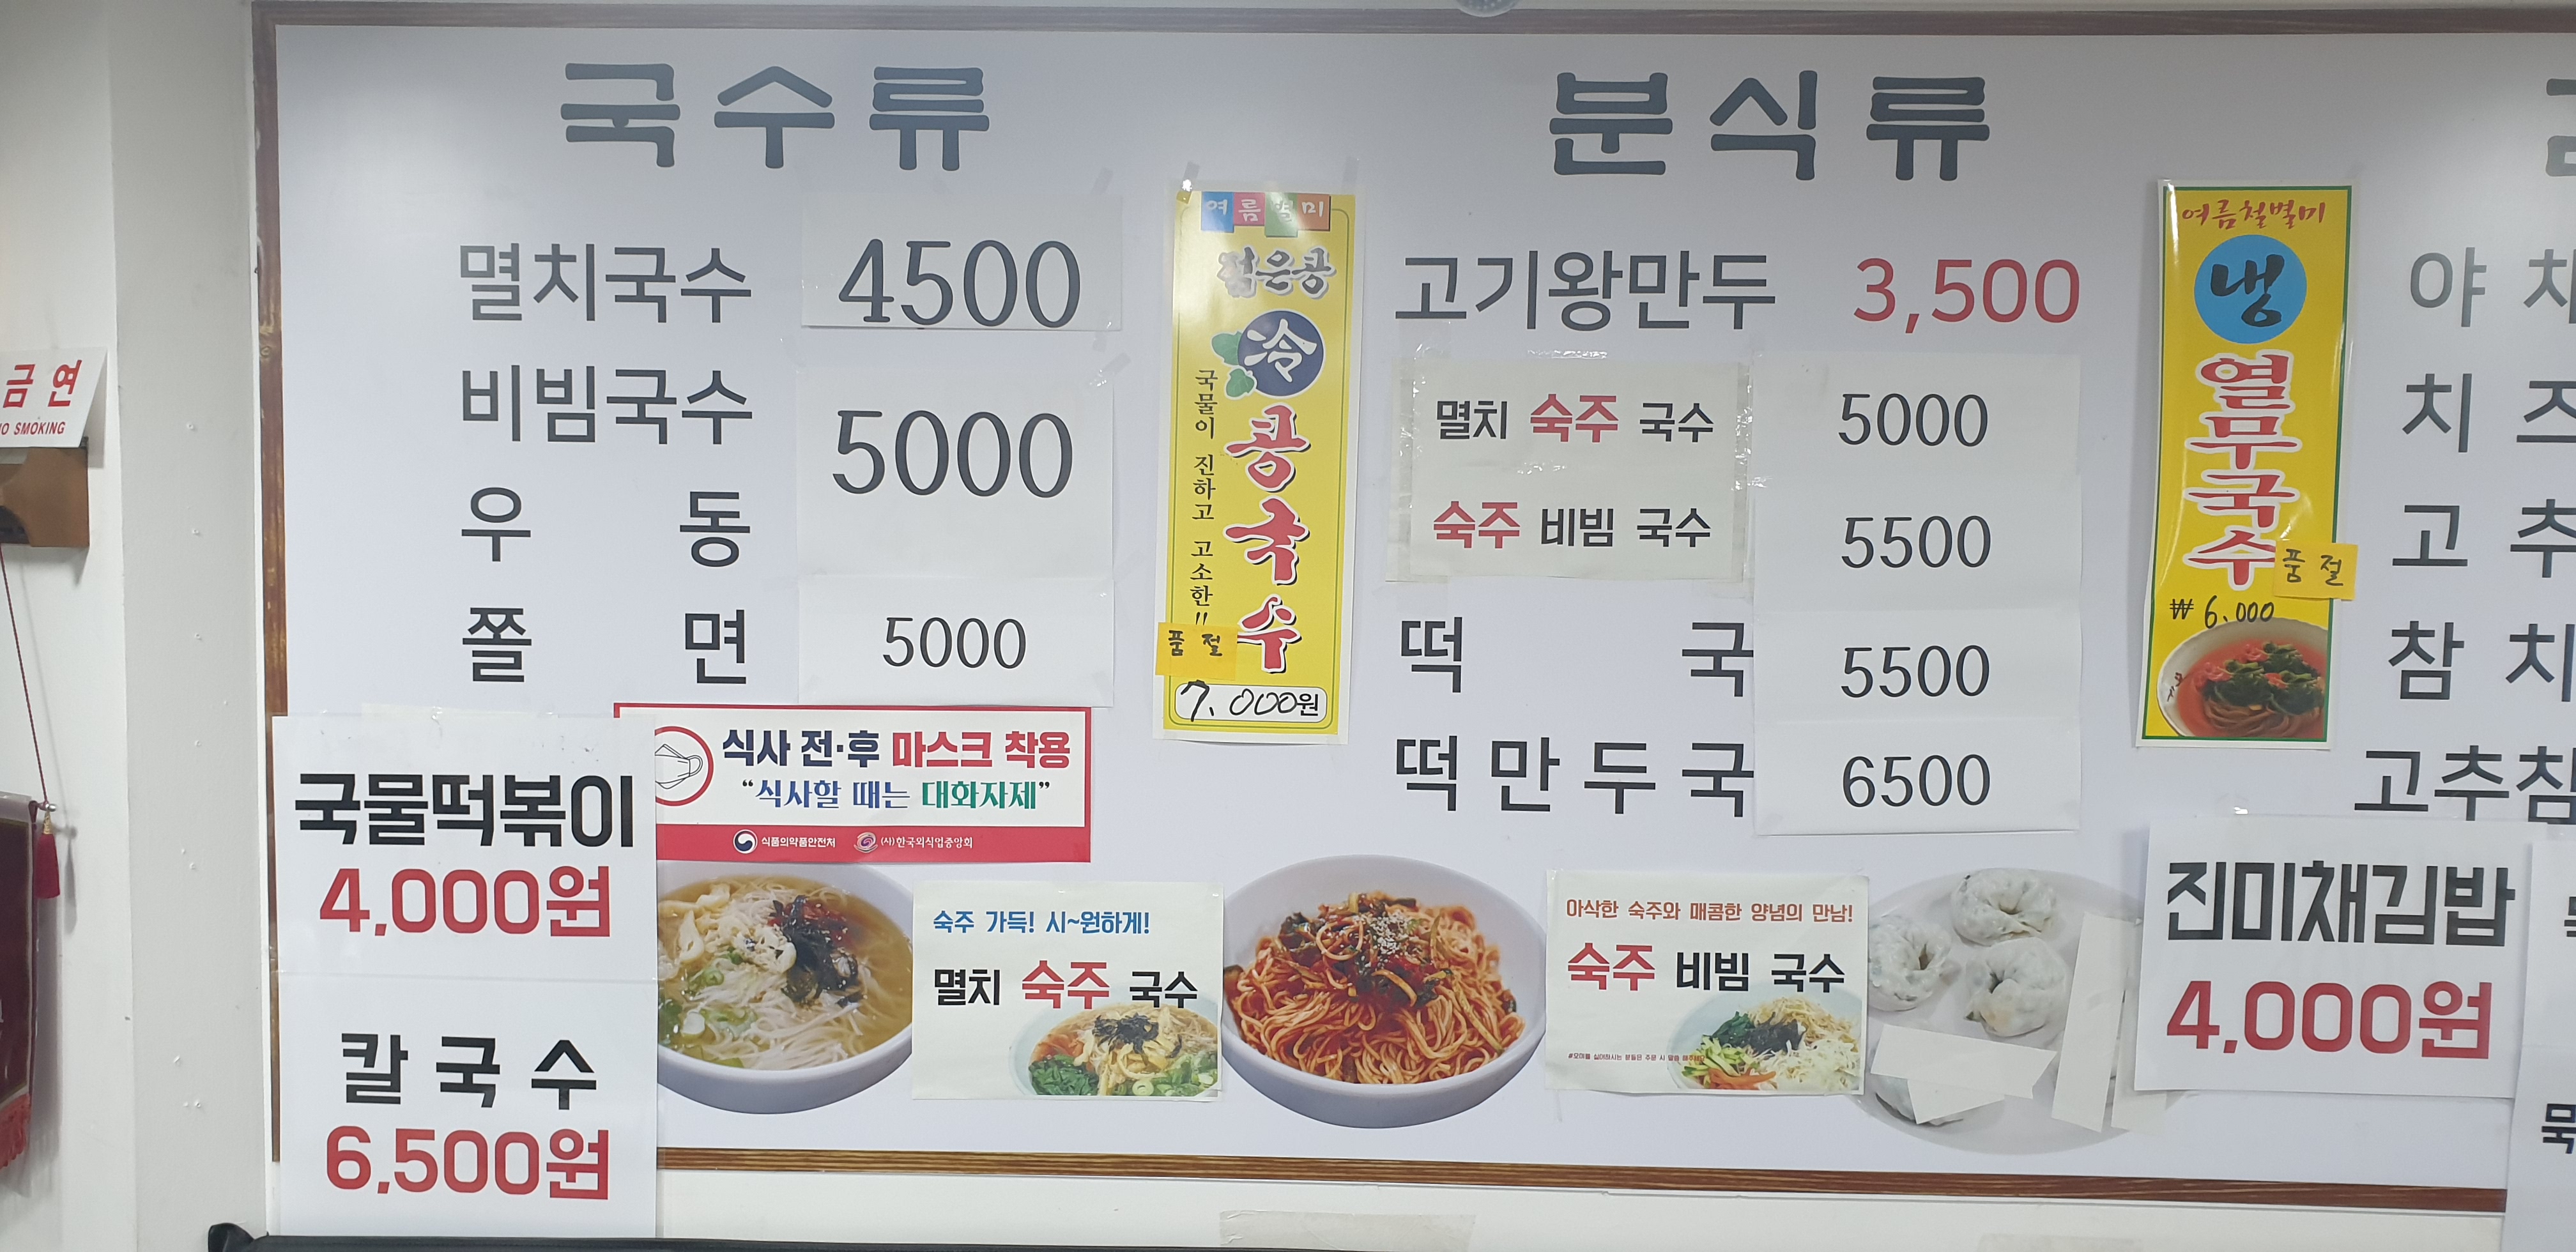 국수류
멸치국수 4500
비빔국수 5000
우동
쫄면 5000
국물떡볶이
4,000원
칼국수
6,500원
금연
NO SMOKING
식사 전·후 마스크 착용
“식사할 때는 대화자제”
식품의약품안전처 (사)한국외식업중앙회
여름별미
젊은콩
冷
콩국수
국물이 진하고 고소한!!
품절
7,000원
분식류
고기왕만두 3,500
멸치 숙주 국수 5000
숙주 비빔 국수 5500
떡국 5500
떡만두국 6500
숙주 가득! 시~원하게!
멸치 숙주 국수
아삭한 숙주와 매콤한 양념의 만남!
숙주 비빔 국수
여름철별미
냉
열무국수
품절
₩ 6,000
야채
치즈
고추
참치
고추참
진미채김밥
4,000원
묵